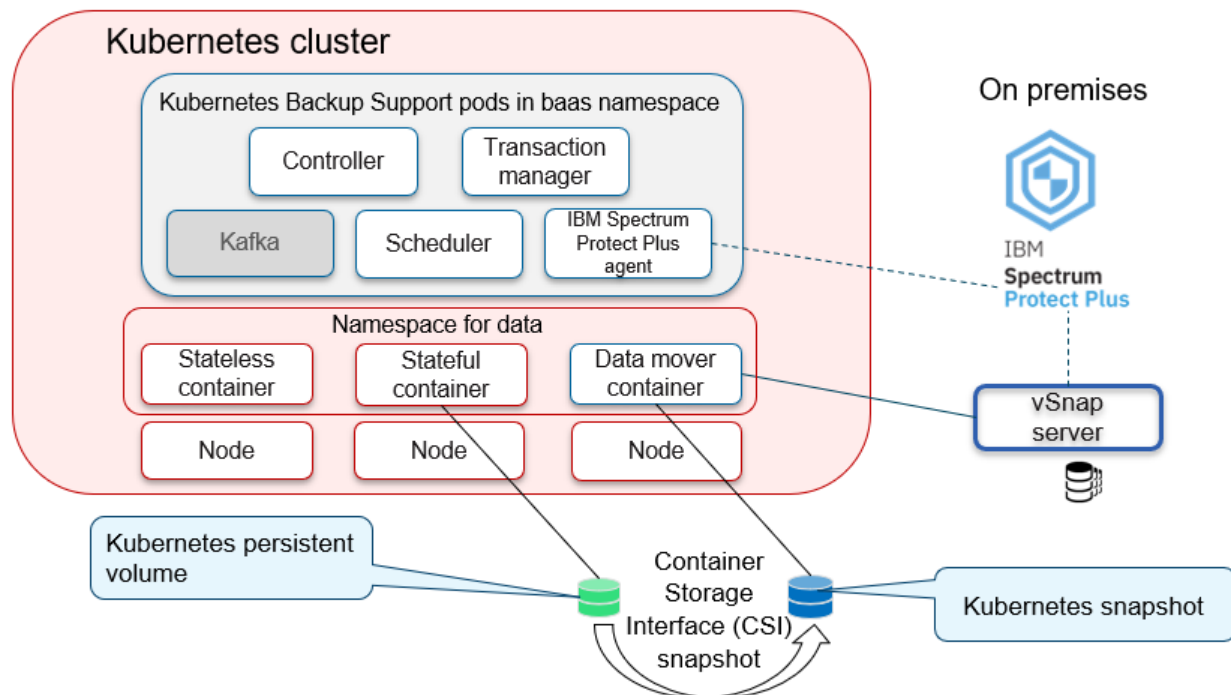 Kubernetes cluster
Kubernetes Backup Support pods in baas namespace
Controller
Transaction
manager
Kafka
Scheduler
IBM Spectrum
Protect Plus
agent
Namespace for data
Stateless
container
Stateful
container
Data mover
container
Node
Node
Node
On premises
IBM
Spectrum
Protect Plus
vSnap
server
Kubernetes persistent
volume
Container
Storage
Interface (CSI)
snapshot
Kubernetes snapshot